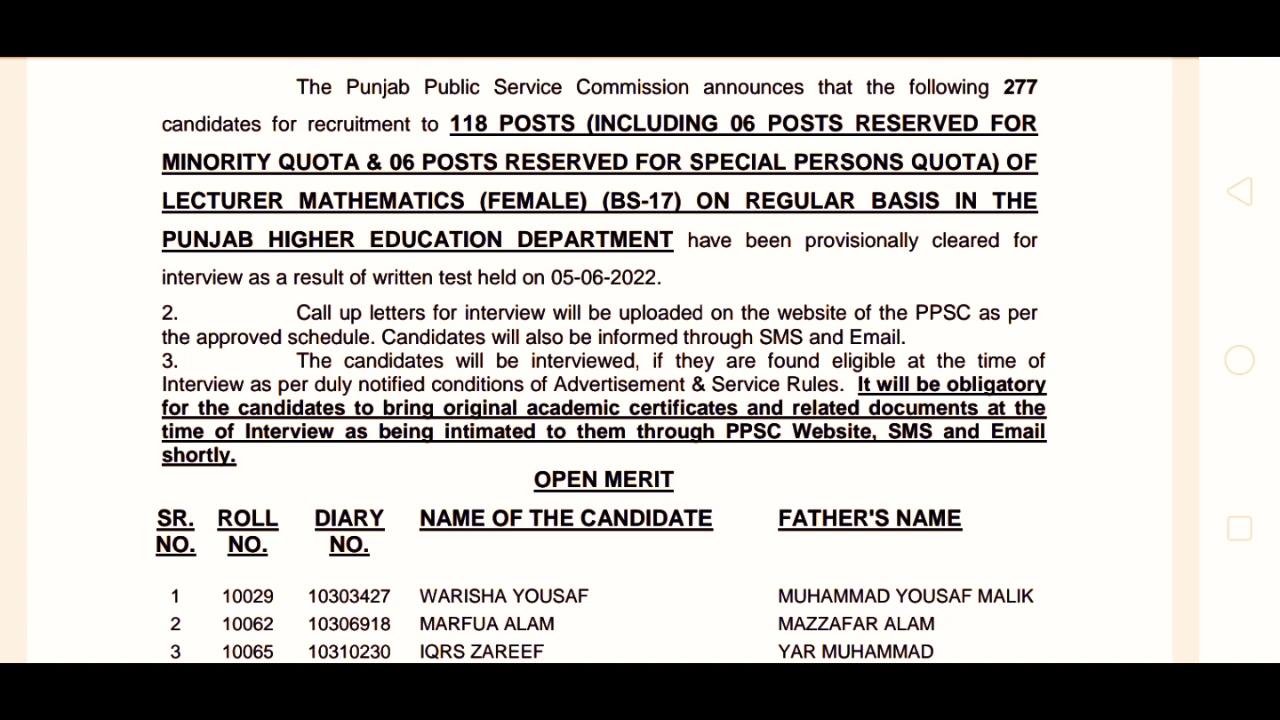 The Punjab Public Service Commission announces that the following 277
candidates for recruitment to 118 POSTS (INCLUDING 06 POSTS RESERVED FOR
MINORITY QUOTA & 06 POSTS RESERVED FOR SPECIAL PERSONS QUOTA) OF
LECTURER MATHEMATICS (FEMALE) (BS-17) ON REGULAR BASIS IN THE
PUNJAB HIGHER EDUCATION DEPARTMENT have been provisionally cleared for
interview as a result of written test held on 05-06-2022.
2. Call up letters for interview will be uploaded on the website of the PPSC as per
the approved schedule. Candidates will also be informed through SMS and Email.
3. The candidates will be interviewed, if they are found eligible at the time of
Interview as per duly notified conditions of Advertisement & Service Rules. It will be obligatory
for the candidates to bring original academic certificates and related documents at the
time of Interview as being intimated to them through PPSC Website, SMS and Email
shortly.
OPEN MERIT
SR. ROLL DIARY NAME OF THE CANDIDATE FATHER'S NAME
NO. NO. NO.
1 10029 10303427 WARISHA YOUSAF MUHAMMAD YOUSAF MALIK
2 10062 10306918 MARFUA ALAM MAZZAFAR ALAM
3 10065 10310230 IQRS ZAREEF YAR MUHAMMAD